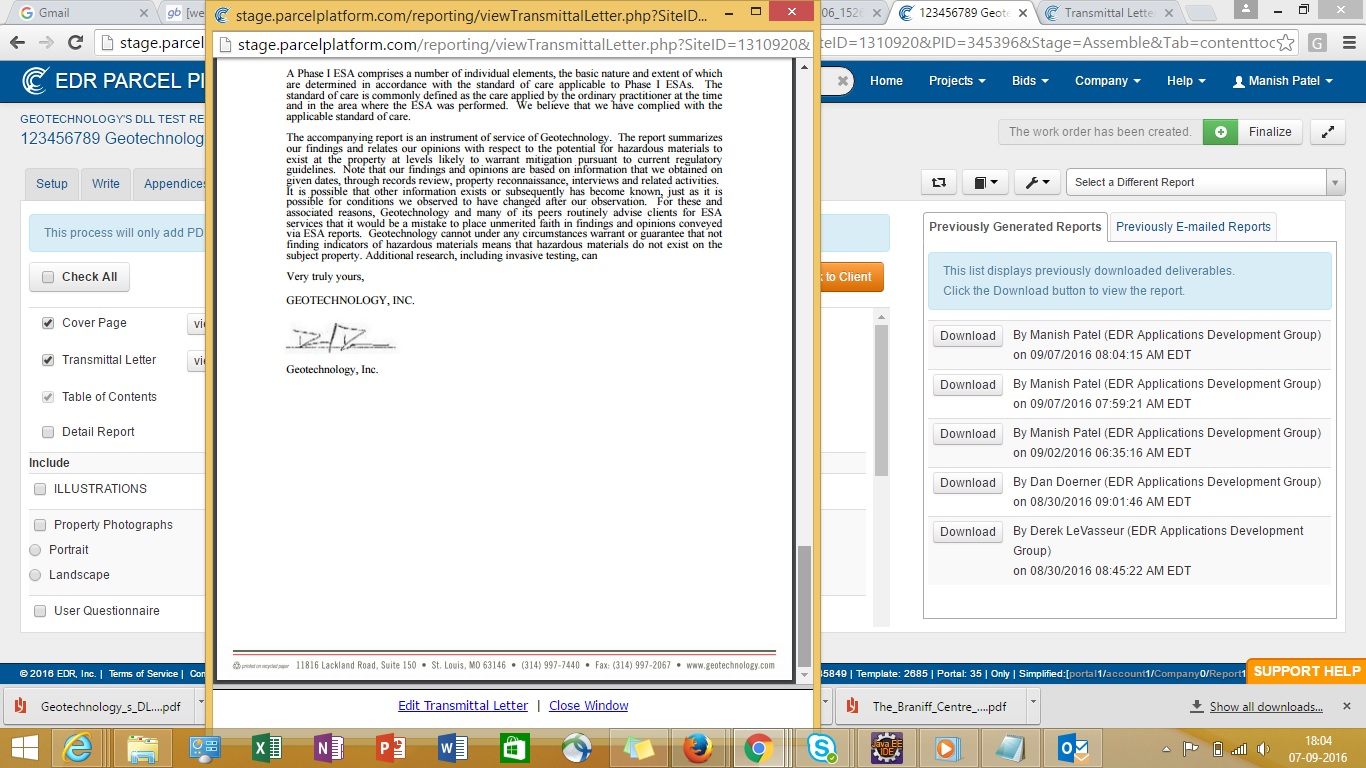 Gmail
[we
stage.parcelplatform.com/reporting/viewTransmittalLetter.php?SiteID...
06_1526
123456789 Geote
Transmittal Lette
stage.parcel
stage.parcelplatform.com/reporting/viewTransmittalLetter.php?SiteID=1310920&
teID=1310920&PID=345396&Stage=Assemble&Tab=contenttoc
EDR PARCEL PL
Home
Projects
Bids
Company
Help
Manish Patel
GEOTECHNOLOGY'S DLL TEST RE
123456789 Geotechnolog
The work order has been created.
Finalize
Setup
Write
Appendices
Select a Different Report
This process will only add PD
Check All
k to Client
Cover Page
vi
Transmittal Letter
vi
Table of Contents
Detail Report
Include
ILLUSTRATIONS
Property Photographs
Portrait
Landscape
User Questionnaire
A Phase I ESA comprises a number of individual elements, the basic nature and extent of which
are determined in accordance with the standard of care applicable to Phase I ESAs. The
standard of care is commonly defined as the care applied by the ordinary practitioner at the time
and in the area where the ESA was performed. We believe that we have complied with the
applicable standard of care.
The accompanying report is an instrument of service of Geotechnology. The report summarizes
our findings and relates our opinions with respect to the potential for hazardous materials to
exist at the property at levels likely to warrant mitigation pursuant to current regulatory
guidelines. Note that our findings and opinions are based on information that we obtained on
given dates, through records review, property reconnaissance, interviews and related activities.
It is possible that other information exists or subsequently has become known, just as it is
possible for conditions we observed to have changed after our observation. For these and
associated reasons, Geotechnology and many of its peers routinely advise clients for ESA
services that it would be a mistake to place unmerited faith in findings and opinions conveyed
via ESA reports. Geotechnology cannot under any circumstances warrant or guarantee that not
finding indicators of hazardous materials means that hazardous materials do not exist on the
subject property. Additional research, including invasive testing, can
Very truly yours,
GEOTECHNOLOGY, INC.
Geotechnology, Inc.
printed on recycled paper 11816 Lackland Road, Suite 150 • St. Louis, MO 63146 • (314) 997-7440 • Fax: (314) 997-2067 • www.geotechnology.com
Edit Transmittal Letter | Close Window
Previously Generated Reports
Previously E-mailed Reports
This list displays previously downloaded deliverables.
Click the Download button to view the report.
Download
By Manish Patel (EDR Applications Development Group)
on 09/07/2016 08:04:15 AM EDT
Download
By Manish Patel (EDR Applications Development Group)
on 09/07/2016 07:59:21 AM EDT
Download
By Manish Patel (EDR Applications Development Group)
on 09/02/2016 06:35:16 AM EDT
Download
By Dan Doerner (EDR Applications Development Group)
on 08/30/2016 09:01:46 AM EDT
Download
By Derek LeVasseur (EDR Applications Development
Group)
on 08/30/2016 08:45:22 AM EDT
© 2016 EDR, Inc. | Terms of Service | Com
45849 | Template: 2685 | Portal: 35 | Only | Simplified:[portal1/account1/Company0/Report1
SUPPORT HELP
Geotechnology_s_DL....pdf
The_Braniff_Centre_....pdf
Show all downloads...
18:04
07-09-2016